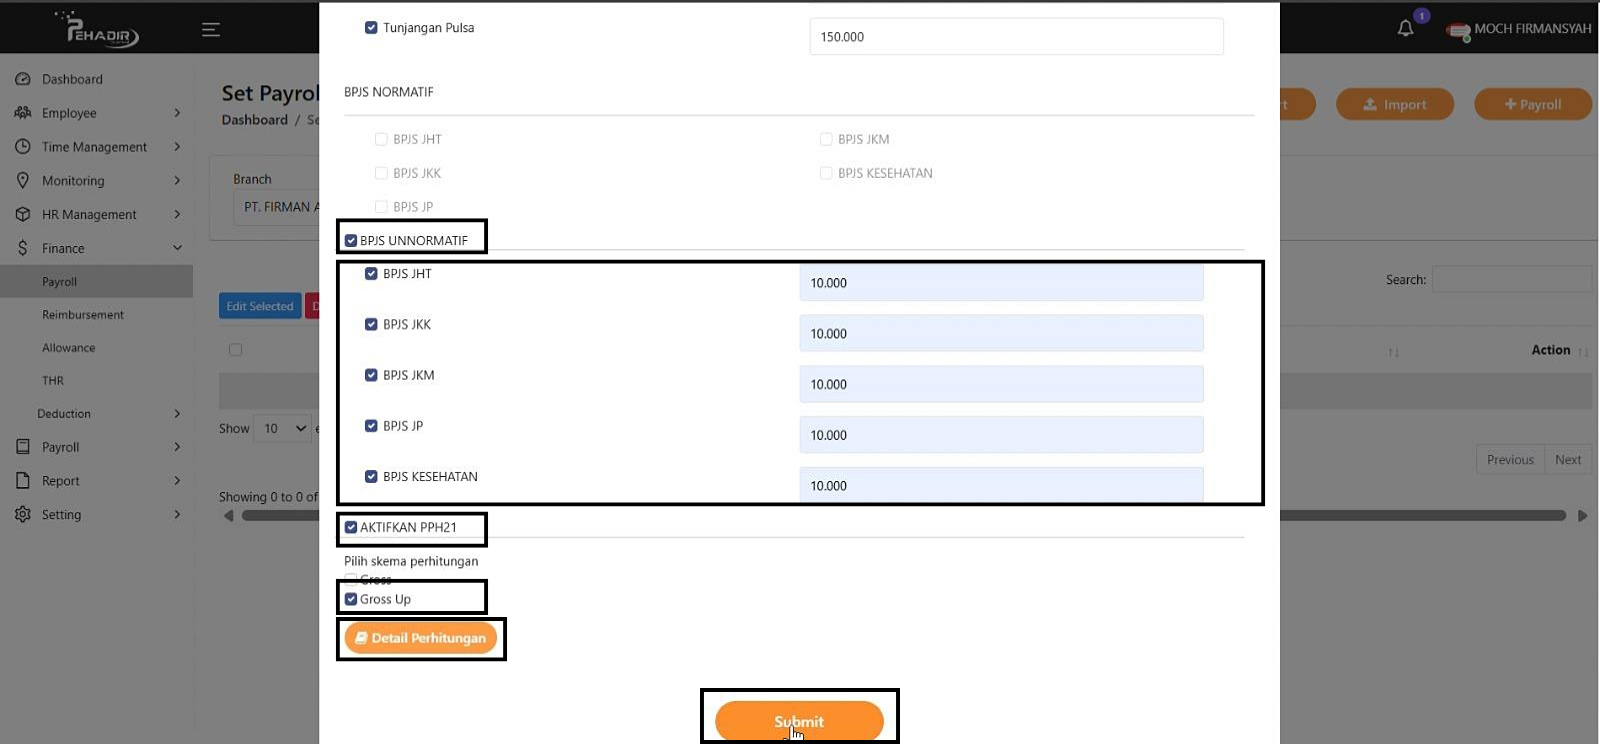 PEHADIR
Tunjangan Pulsa
150.000
1
MOCH FIRMANSYAH
Dashboard
Employee
Time Management
Monitoring
HR Management
Finance
Payroll
Reimbursement
Allowance
THR
Deduction
Payroll
Report
Setting
Set Payrol
Dashboard / Se
rt
Import
+ Payroll
Branch
PT. FIRMAN A
Edit Selected
D
Search:
Action
Show 10 e
Showing 0 to 0 of
Previous Next
BPJS NORMATIF
BPJS JHT
BPJS JKM
BPJS JKK
BPJS KESEHATAN
BPJS JP
BPJS UNNORMATIF
BPJS JHT
10.000
BPJS JKK
10.000
BPJS JKM
10.000
BPJS JP
10.000
BPJS KESEHATAN
10.000
AKTIFKAN PPH21
Pilih skema perhitungan
Gross
Gross Up
Detail Perhitungan
Submit